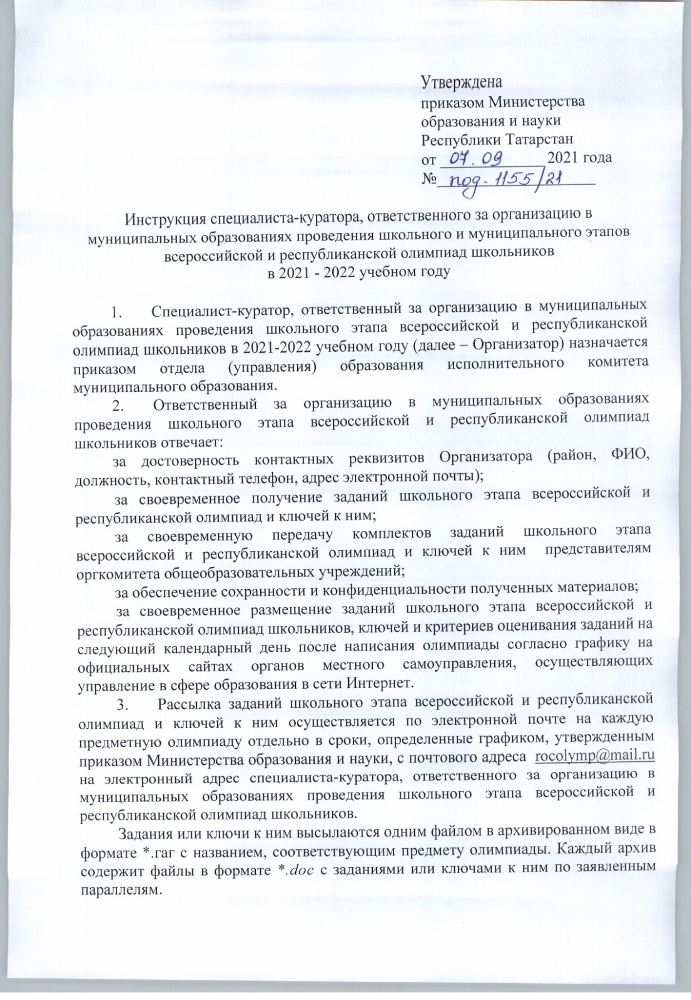 Утверждена
приказом Министерства
образования и науки
Республики Татарстан
от 07.09 2021 года
№ под-1155/21
Инструкция специалиста-куратора, ответственного за организацию в
муниципальных образованиях проведения школьного и муниципального этапов
всероссийской и республиканской олимпиад школьников
в 2021 - 2022 учебном году
1. Специалист-куратор, ответственный за организацию в муниципальных
образованиях проведения школьного этапа всероссийской и республиканской
олимпиад школьников в 2021-2022 учебном году (далее – Организатор) назначается
приказом отдела (управления) образования исполнительного комитета
муниципального образования.
2. Ответственный за организацию в муниципальных образованиях
проведения школьного этапа всероссийской и республиканской олимпиад
школьников отвечает:
за достоверность контактных реквизитов Организатора (район, ФИО,
должность, контактный телефон, адрес электронной почты);
за своевременное получение заданий школьного этапа всероссийской и
республиканской олимпиад и ключей к ним;
за своевременную передачу комплектов заданий школьного этапа
всероссийской и республиканской олимпиад и ключей к ним представителям
оргкомитета общеобразовательных учреждений;
за обеспечение сохранности и конфиденциальности полученных материалов;
за своевременное размещение заданий школьного этапа всероссийской и
республиканской олимпиад школьников, ключей и критериев оценивания заданий на
следующий календарный день после написания олимпиады согласно графику на
официальных сайтах органов местного самоуправления, осуществляющих
управление в сфере образования в сети Интернет.
3. Рассылка заданий школьного этапа всероссийской и республиканской
олимпиад и ключей к ним осуществляется по электронной почте на каждую
предметную олимпиаду отдельно в сроки, определенные графиком, утвержденным
приказом Министерства образования и науки, с почтового адреса rocolymp@mail.ru
на электронный адрес специалиста-куратора, ответственного за организацию в
муниципальных образованиях проведения школьного этапа всероссийской и
республиканской олимпиад школьников.
Задания или ключи к ним высылаются одним файлом в архивированном виде в
формате *.гаг с названием, соответствующим предмету олимпиады. Каждый архив
содержит файлы в формате *.doc с заданиями или ключами к ним по заявленным
параллелям.